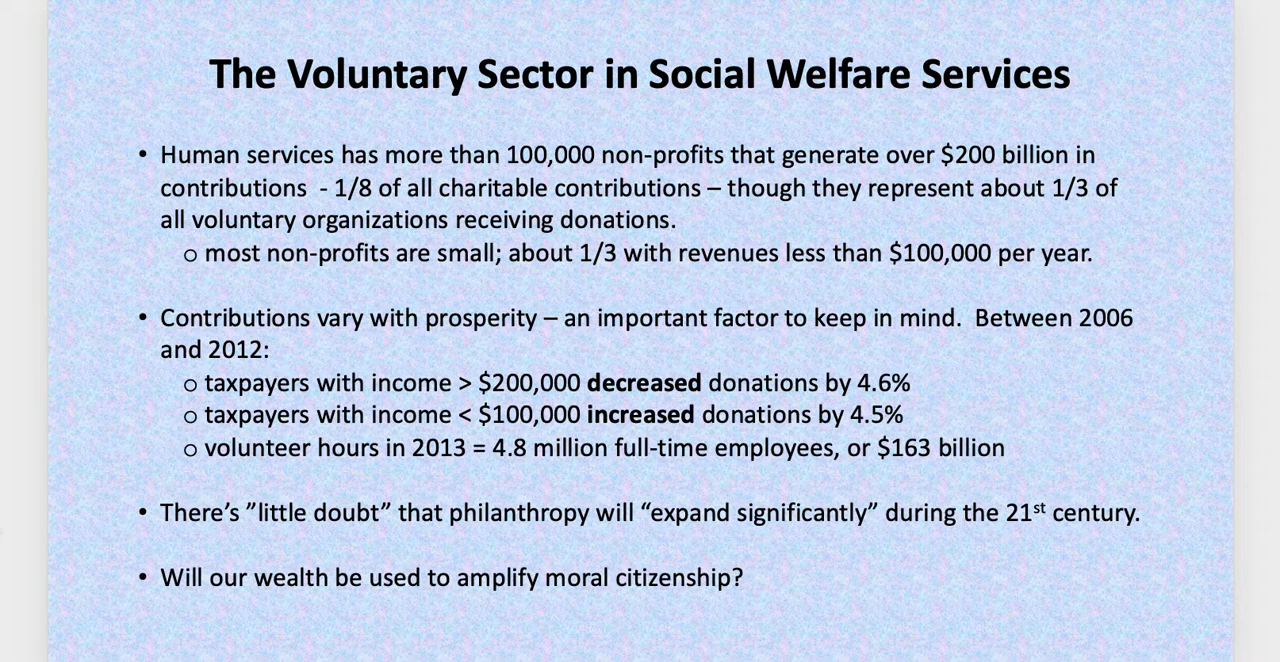 The Voluntary Sector in Social Welfare Services
• Human services has more than 100,000 non-profits that generate over $200 billion in
contributions  - 1/8 of all charitable contributions – though they represent about 1/3 of
all voluntary organizations receiving donations.
o most non-profits are small; about 1/3 with revenues less than $100,000 per year.
• Contributions vary with prosperity – an important factor to keep in mind.  Between 2006
and 2012:
o taxpayers with income > $200,000 decreased donations by 4.6%
o taxpayers with income < $100,000 increased donations by 4.5%
o volunteer hours in 2013 = 4.8 million full-time employees, or $163 billion
• There’s ”little doubt” that philanthropy will “expand significantly” during the 21st century.
• Will our wealth be used to amplify moral citizenship?